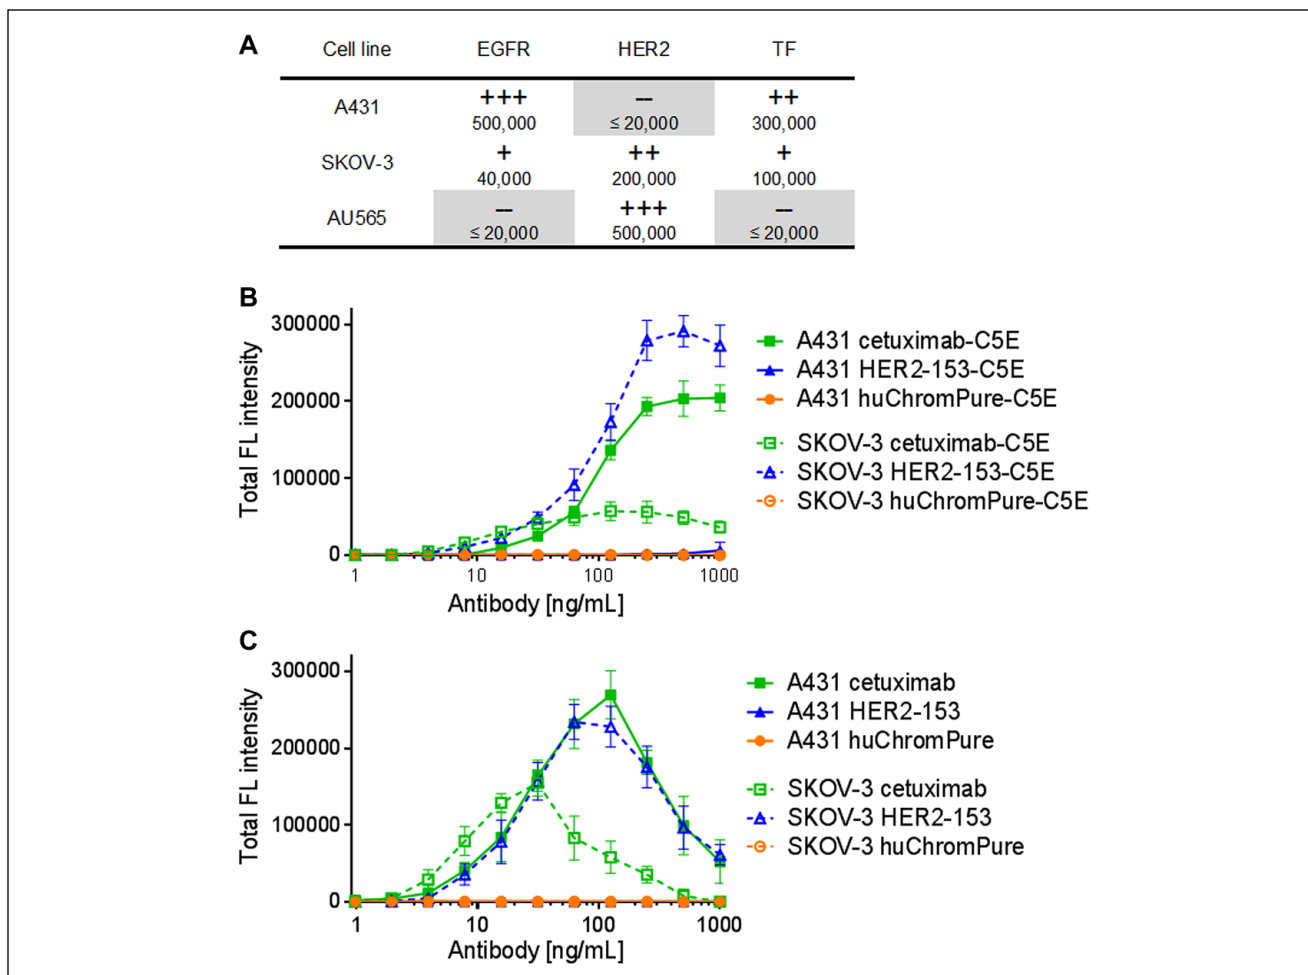 A
Cell line EGFR HER2 TF
A431 +++ -- ++
500,000 ≤ 20,000 300,000
SKOV-3 + ++ +
40,000 200,000 100,000
AU565 -- +++ --
≤ 20,000 500,000 ≤ 20,000
B
Total FL intensity
300000
200000
100000
0
1 10 100 1000
Antibody [ng/mL]
A431 cetuximab-C5E
A431 HER2-153-C5E
A431 huChromPure-C5E
SKOV-3 cetuximab-C5E
SKOV-3 HER2-153-C5E
SKOV-3 huChromPure-C5E
C
Total FL intensity
300000
200000
100000
0
1 10 100 1000
Antibody [ng/mL]
A431 cetuximab
A431 HER2-153
A431 huChromPure
SKOV-3 cetuximab
SKOV-3 HER2-153
SKOV-3 huChromPure